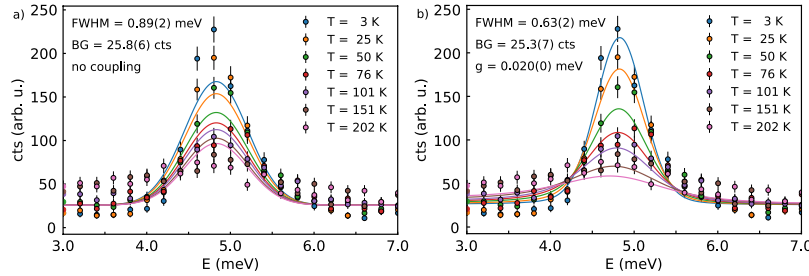 a)
FWHM = 0.89(2) meV
BG = 25.8(6) cts
no coupling
T = 3 K
T = 25 K
T = 50 K
T = 76 K
T = 101 K
T = 151 K
T = 202 K
cts (arb. u.)
250
200
150
100
50
0
3.0 4.0 5.0 6.0 7.0
E (meV)
b)
FWHM = 0.63(2) meV
BG = 25.3(7) cts
g = 0.020(0) meV
T = 3 K
T = 25 K
T = 50 K
T = 76 K
T = 101 K
T = 151 K
T = 202 K
cts (arb. u.)
250
200
150
100
50
0
3.0 4.0 5.0 6.0 7.0
E (meV)